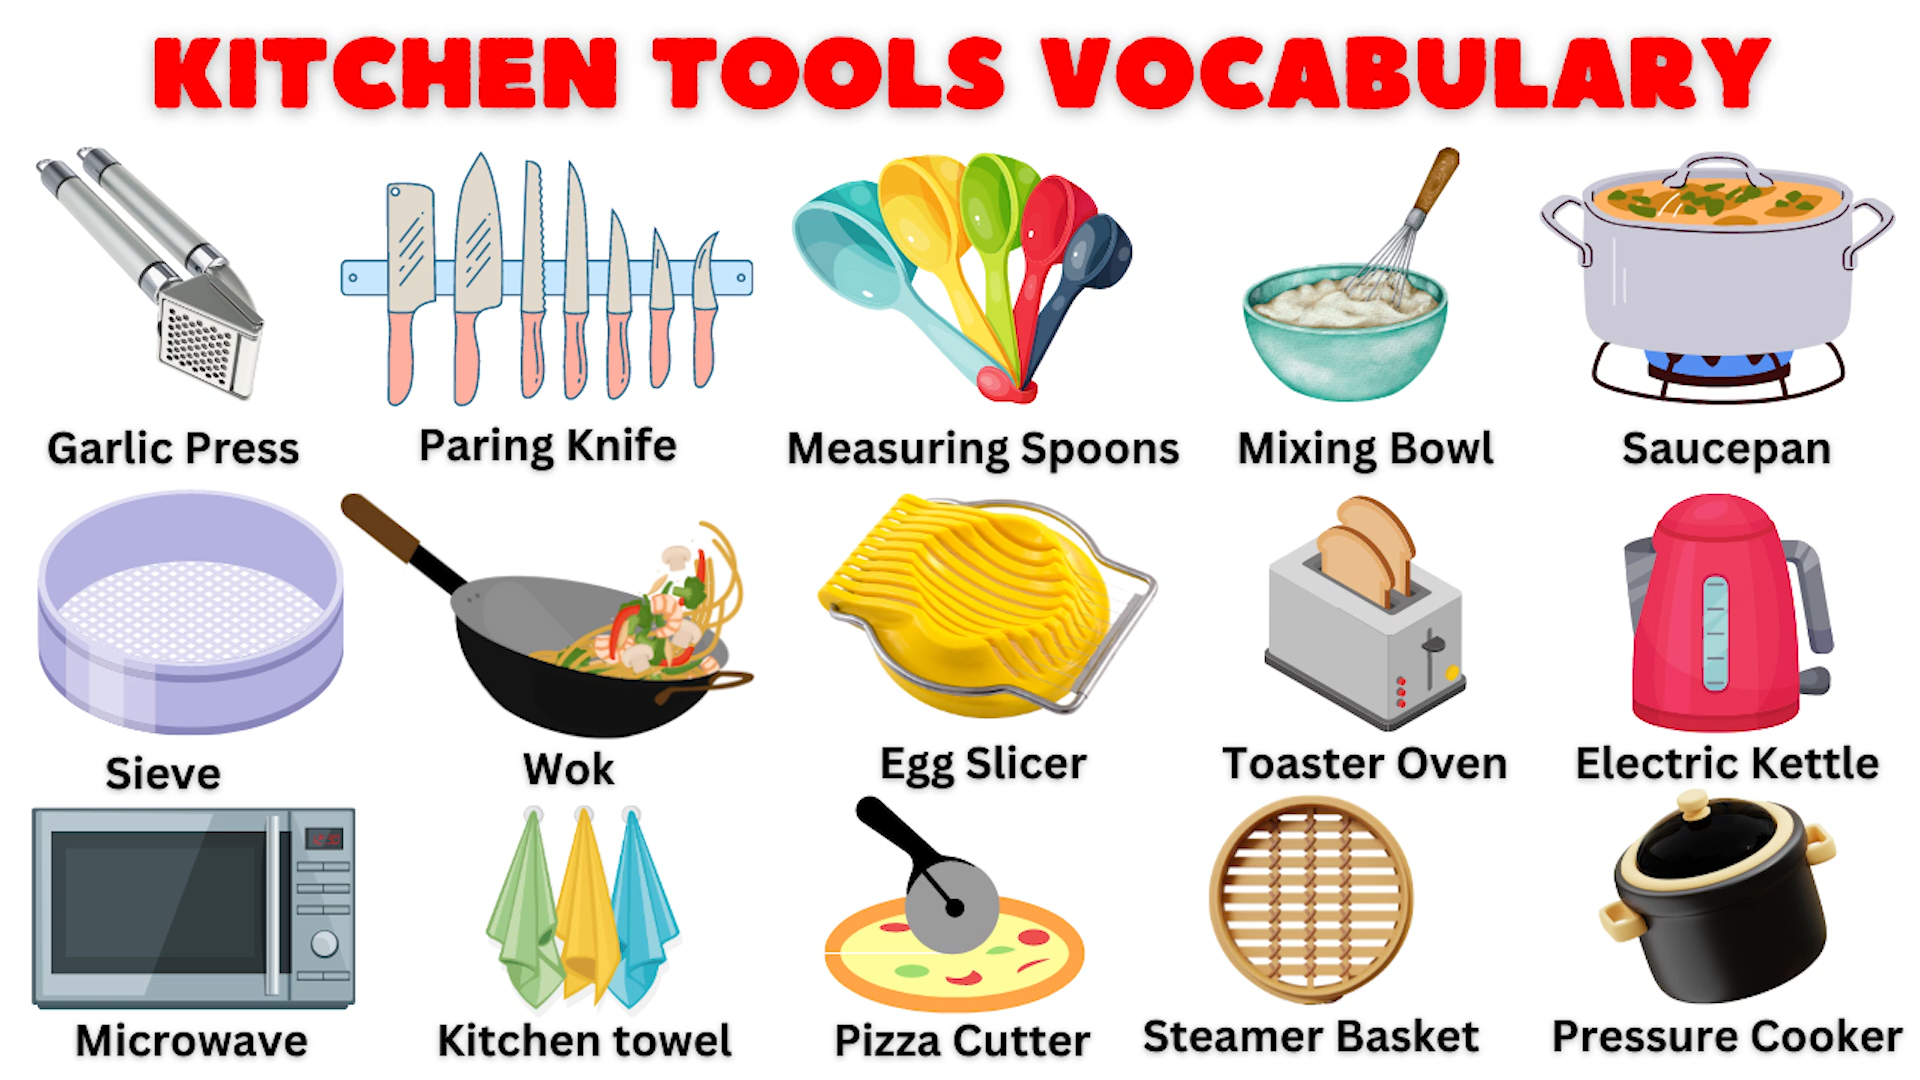 KITCHEN TOOLS VOCABULARY
Garlic Press
Paring Knife
Measuring Spoons
Mixing Bowl
Saucepan
Sieve
Wok
Egg Slicer
Toaster Oven
Electric Kettle
Microwave
Kitchen towel
Pizza Cutter
Steamer Basket
Pressure Cooker